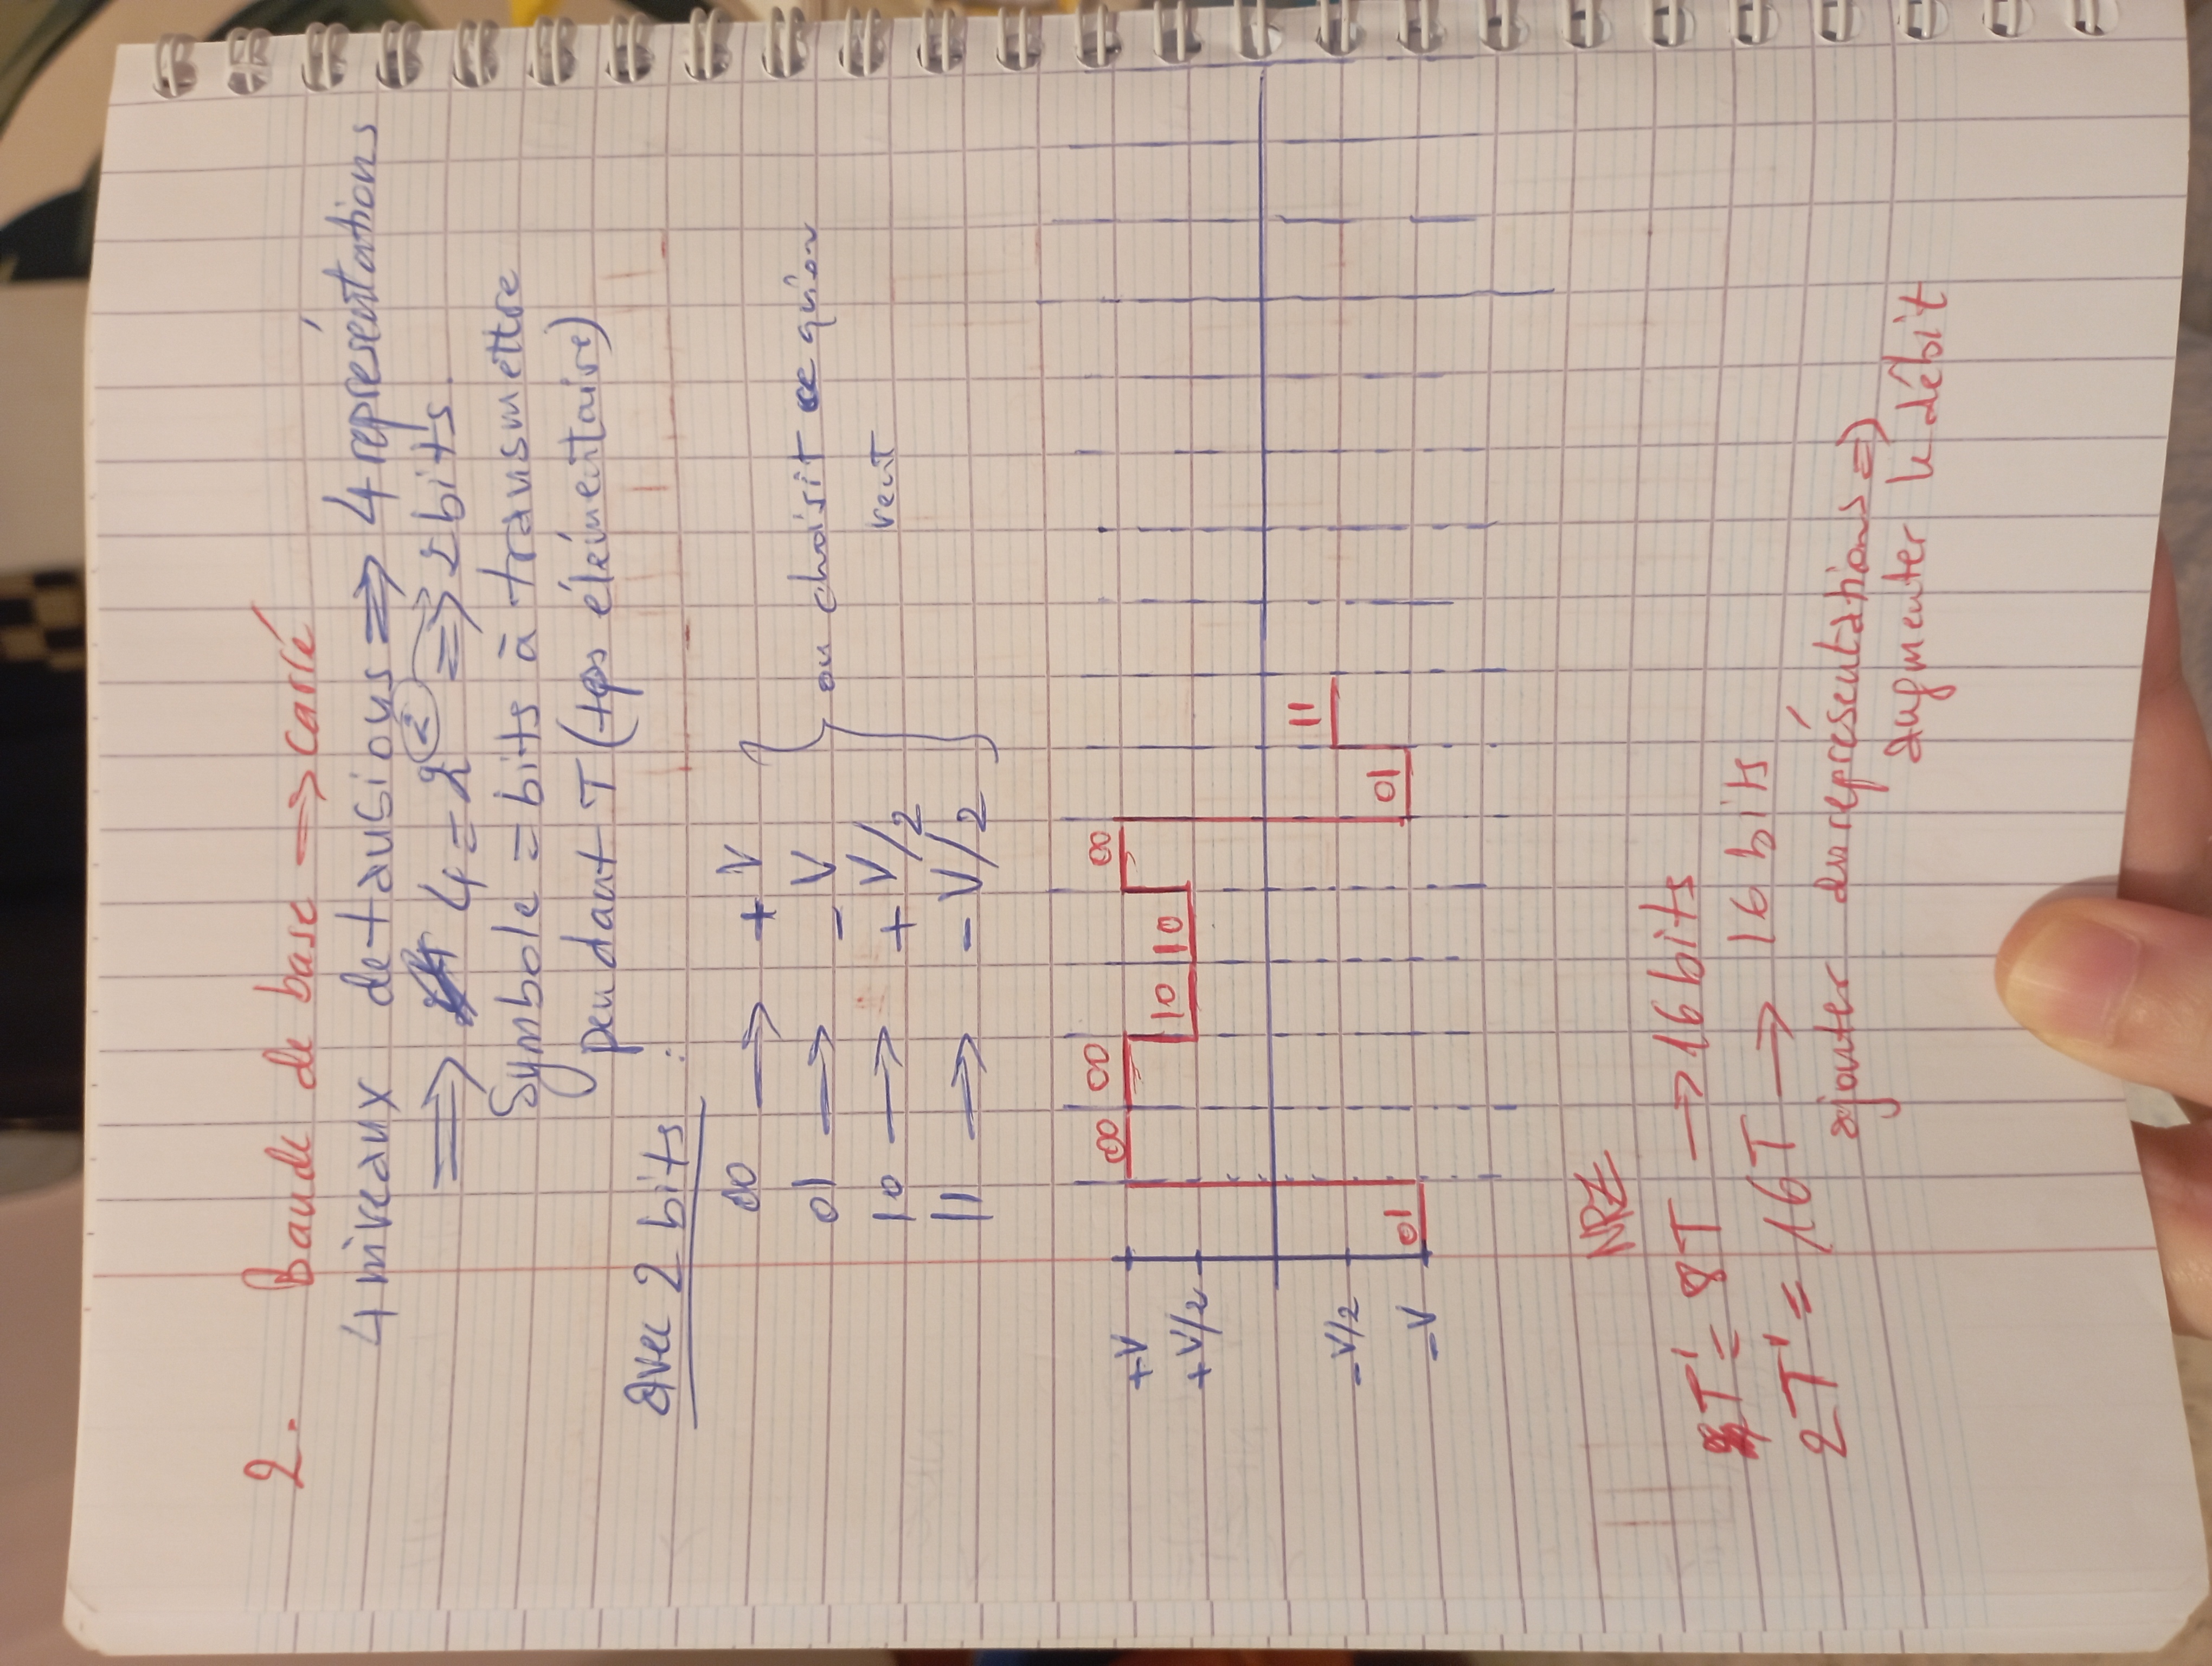 2. Bande de base => carré
4 niveaux de tensions => 4 représentations
=> 4 = 2² => 2 bits.
Symbole = bits à transmettre
pendant T (tps élémentaire)
avec 2 bits :
00 -> + V
01 -> - V
10 -> + V/2
11 -> - V/2
on choisit ce qu'on
veut
00 00 00
+V
10 10
+V/2
11
-V/2
01 01
-V
NRZ
T' = 8T -> 16 bits
2T' = 16T -> 16 bits
ajouter des représentations =>
augmenter le débit